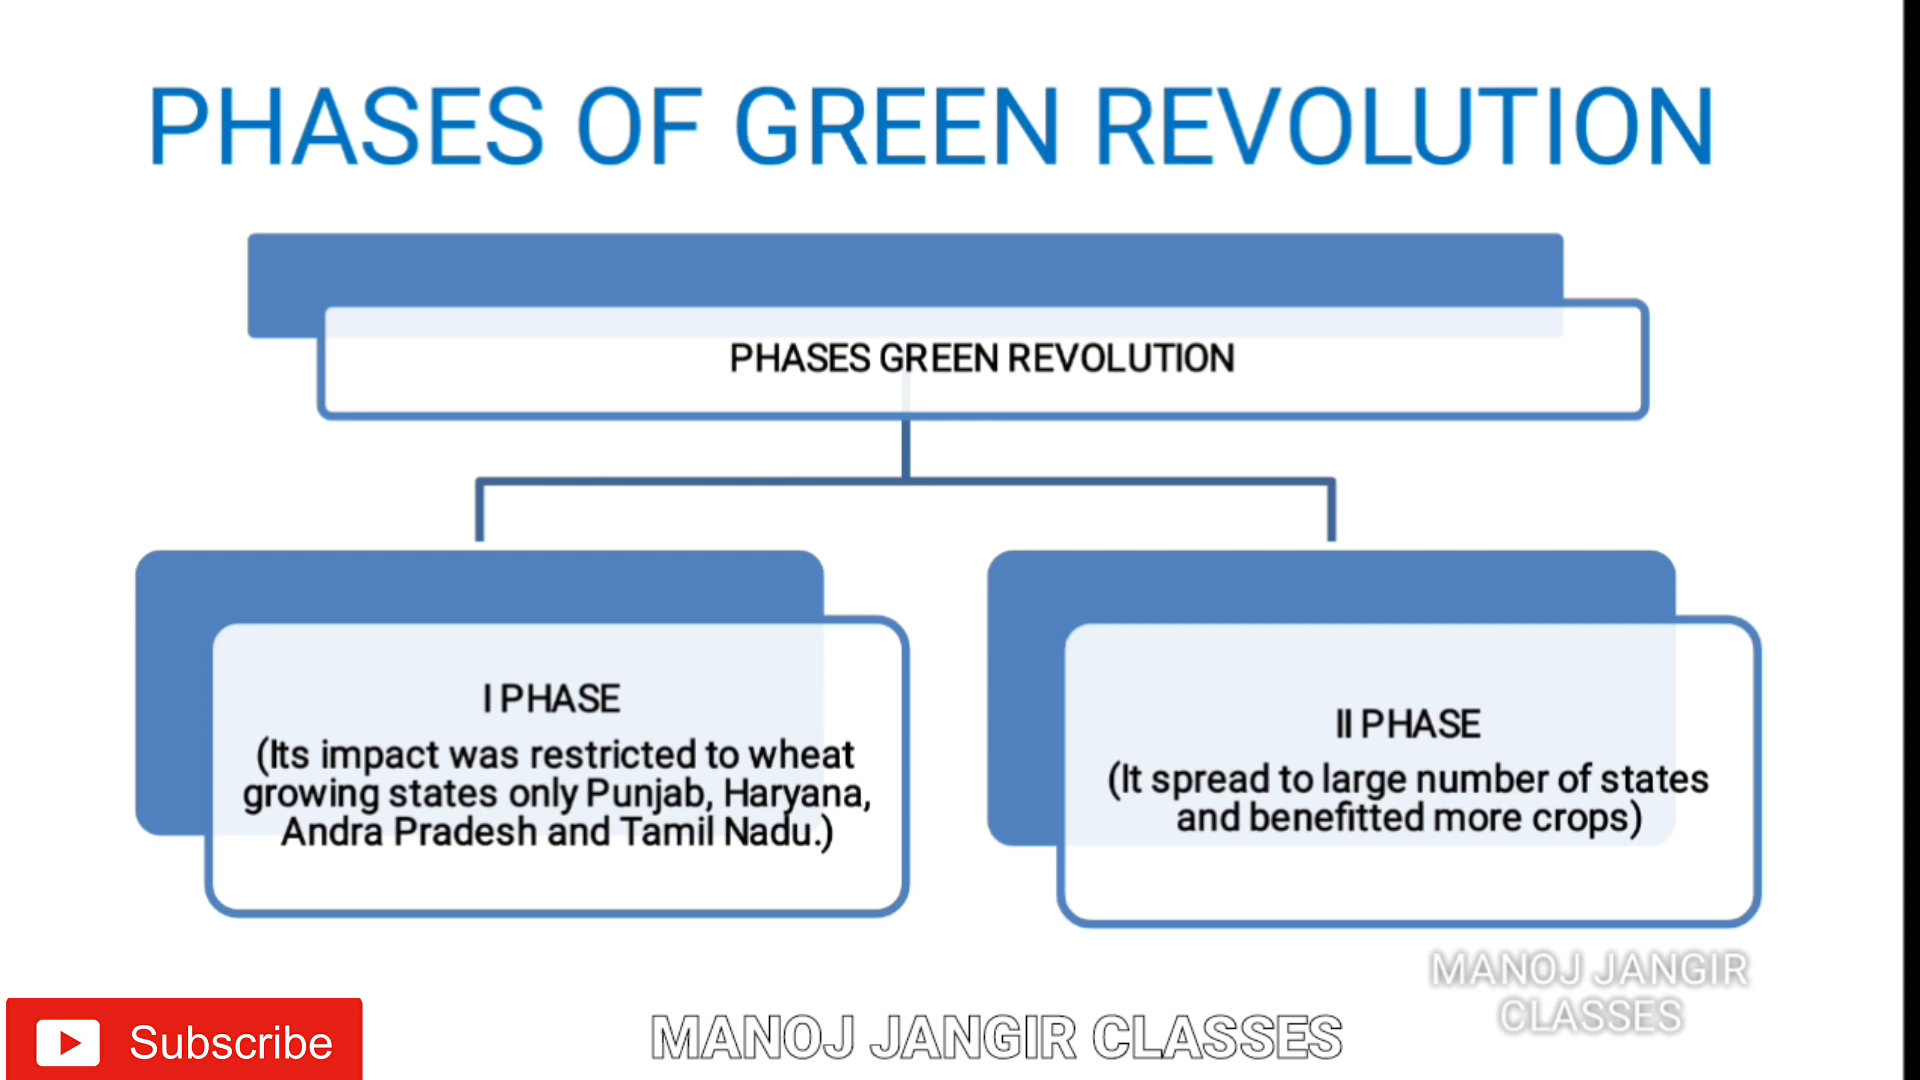 PHASES OF GREEN REVOLUTION
PHASES GREEN REVOLUTION
I PHASE
(Its impact was restricted to wheat
growing states only Punjab, Haryana,
Andra Pradesh and Tamil Nadu.)
II PHASE
(It spread to large number of states
and benefitted more crops)
MANOJ JANGIR
CLASSES
Subscribe
MANOJ JANGIR CLASSES